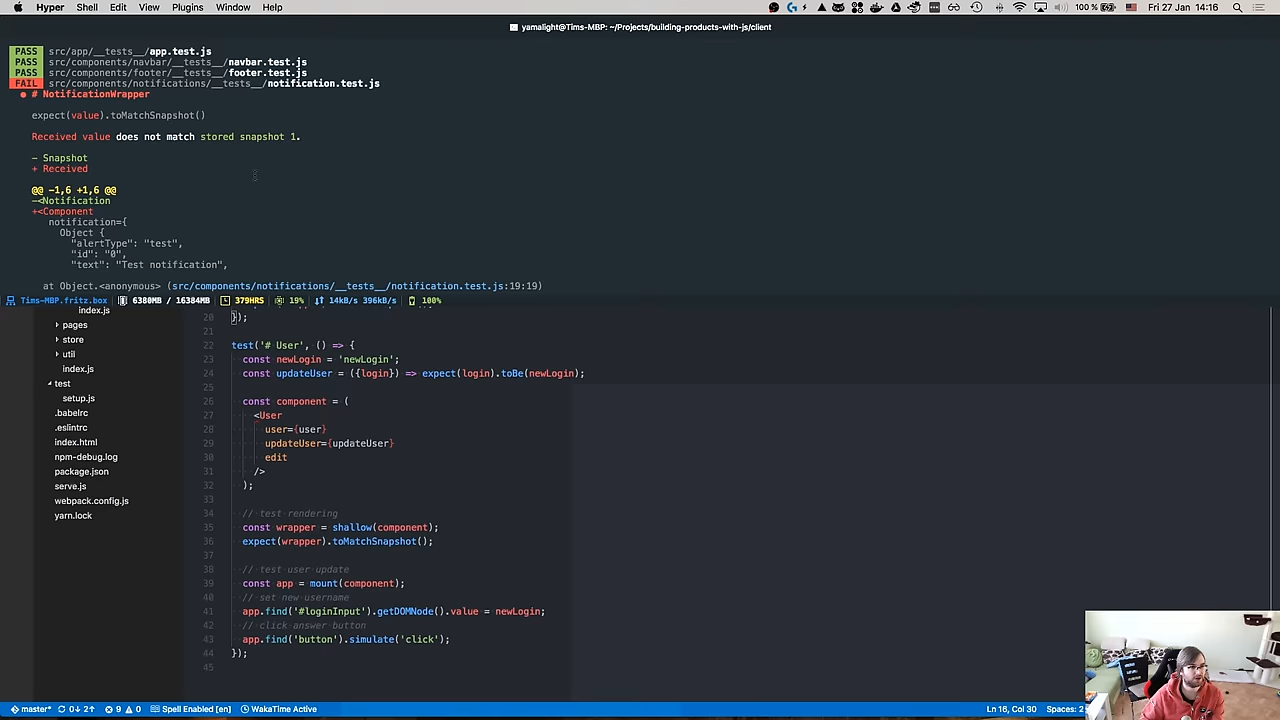 Hyper Shell Edit View Plugins Window Help 100 % Fri 27 Jan 14:16
yamalight@Tims-MBP: ~/Projects/building-products-with-js/client
PASS src/app/__tests__/app.test.js
PASS src/components/navbar/__tests__/navbar.test.js
PASS src/components/footer/__tests__/footer.test.js
FAIL src/components/notifications/__tests__/notification.test.js
● # NotificationWrapper
expect(value).toMatchSnapshot()
Received value does not match stored snapshot 1.
- Snapshot
+ Received
@@ -1,6 +1,6 @@
-<Notification
+<Component
notification={
Object {
"alertType": "test",
"id": "0",
"text": "Test notification",
at Object.<anonymous> (src/components/notifications/__tests__/notification.test.js:19:19)
Tims-MBP.fritz.box 6380MB / 16384MB 379HRS 19% 14kB/s 396kB/s 100%
index.js
pages
store
util
index.js
test
setup.js
.babelrc
.eslintrc
index.html
npm-debug.log
package.json
serve.js
webpack.config.js
yarn.lock
20 });
21
22 test('# User', () => {
23 const newLogin = 'newLogin';
24 const updateUser = ({login}) => expect(login).toBe(newLogin);
25
26 const component = (
27 <User
28 user={user}
29 updateUser={updateUser}
30 edit
31 />
32 );
33
34 // test rendering
35 const wrapper = shallow(component);
36 expect(wrapper).toMatchSnapshot();
37
38 // test user update
39 const app = mount(component);
40 // set new username
41 app.find('#loginInput').getDOMNode().value = newLogin;
42 // click answer button
43 app.find('button').simulate('click');
44 });
45
master* 0↓ 2↑ 9 0 Spell Enabled [en] WakaTime Active Ln 16, Col 30 Spaces: 2